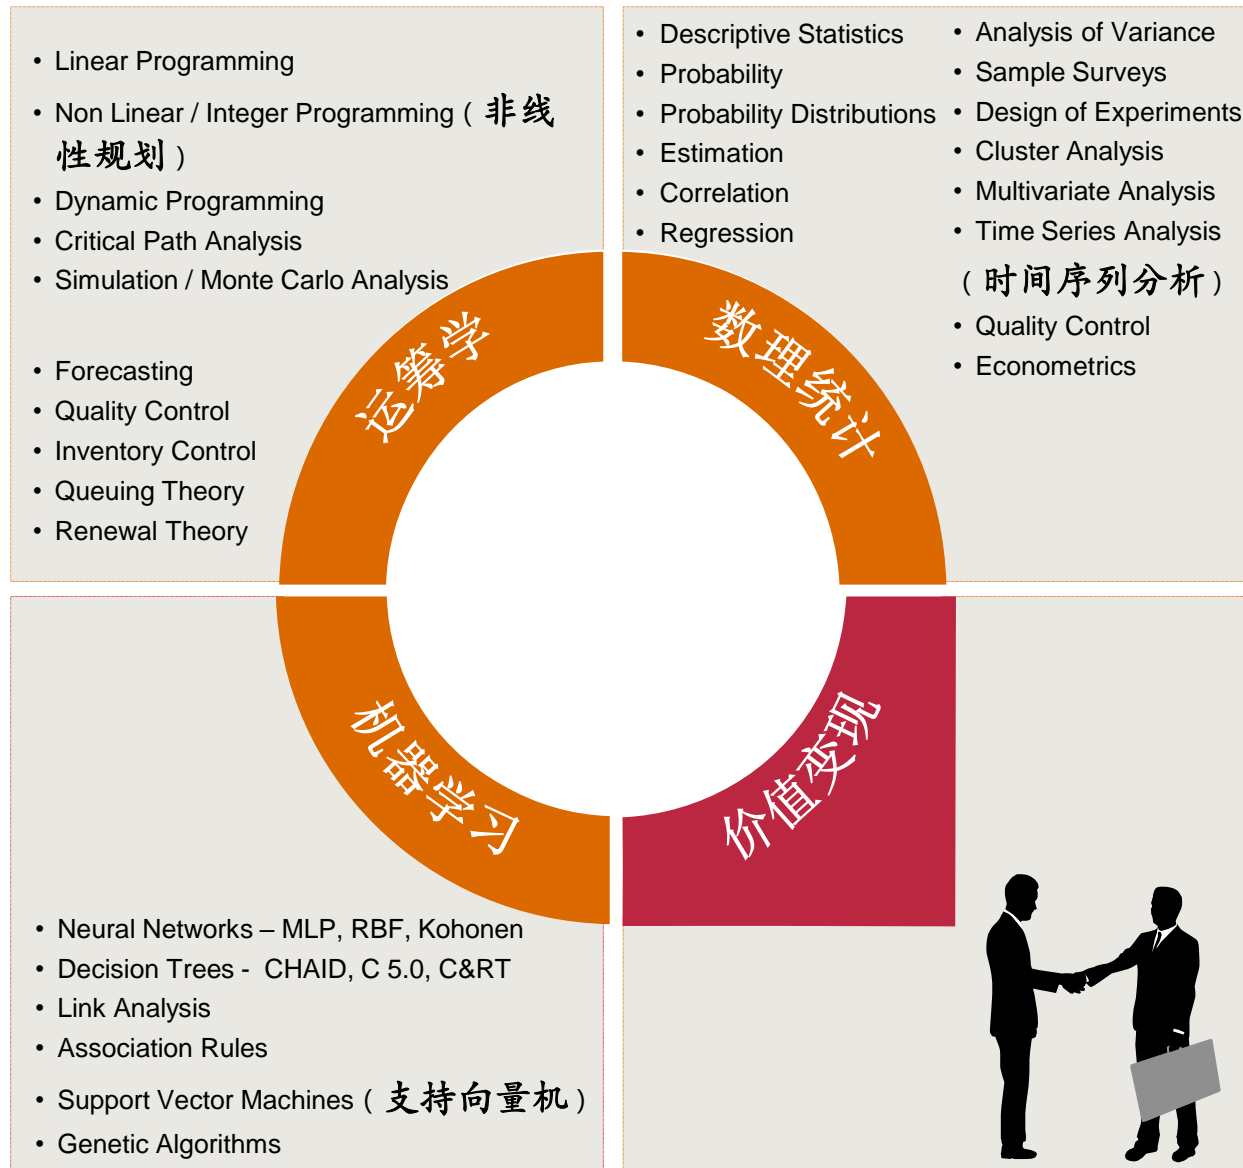 • Linear Programming
• Non Linear / Integer Programming（非线
性规划）
• Dynamic Programming
• Critical Path Analysis
• Simulation / Monte Carlo Analysis
• Forecasting
• Quality Control
• Inventory Control
• Queuing Theory
• Renewal Theory
运筹学
• Descriptive Statistics
• Probability
• Probability Distributions
• Estimation
• Correlation
• Regression
• Analysis of Variance
• Sample Surveys
• Design of Experiments
• Cluster Analysis
• Multivariate Analysis
• Time Series Analysis
（时间序列分析）
• Quality Control
• Econometrics
数理统计
机器学习
• Neural Networks – MLP, RBF, Kohonen
• Decision Trees - CHAID, C 5.0, C&RT
• Link Analysis
• Association Rules
• Support Vector Machines（支持向量机）
• Genetic Algorithms
价值变现